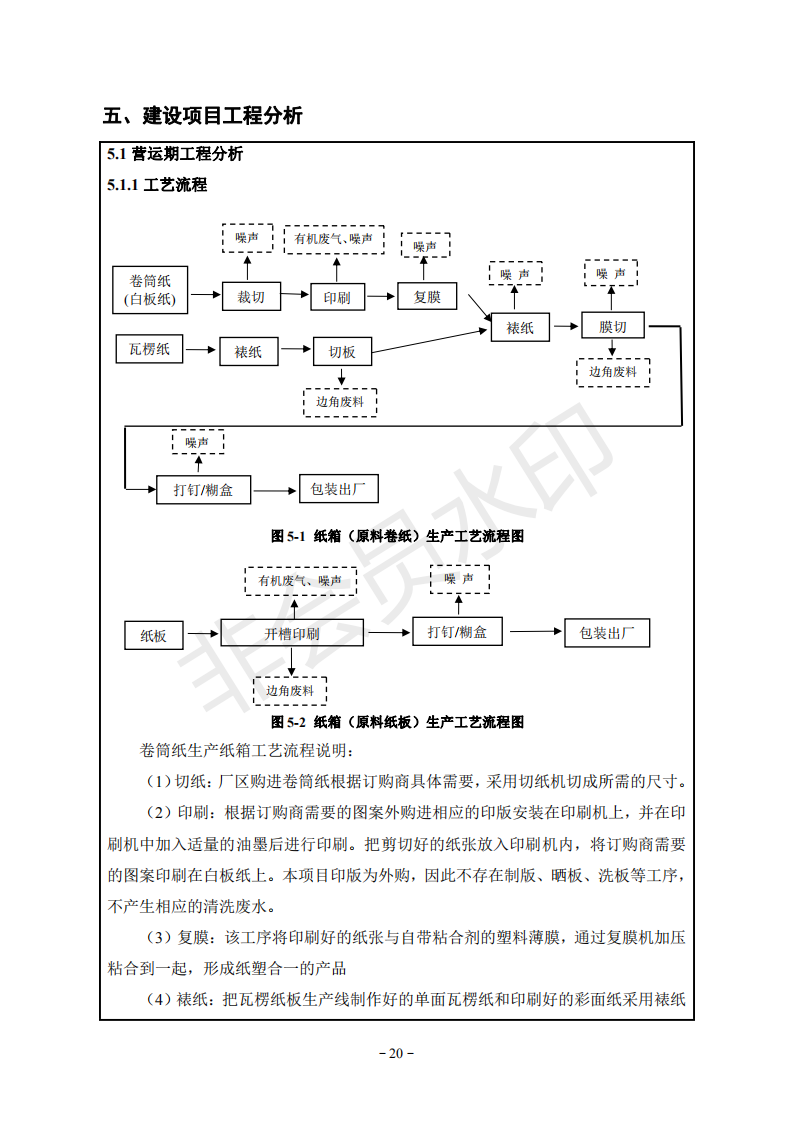 五、建设项目工程分析
5.1 营运期工程分析
5.1.1 工艺流程
噪声
有机废气、噪声
噪声
噪 声
噪 声
卷筒纸
(白板纸)
裁切
印刷
复膜
裱纸
膜切
瓦楞纸
裱纸
切板
边角废料
边角废料
噪声
打钉/糊盒
包装出厂
图 5-1 纸箱（原料卷纸）生产工艺流程图
有机废气、噪声
噪 声
纸板
开槽印刷
打钉/糊盒
包装出厂
边角废料
图 5-2 纸箱（原料纸板）生产工艺流程图
卷筒纸生产纸箱工艺流程说明：
（1）切纸：厂区购进卷筒纸根据订购商具体需要，采用切纸机切成所需的尺寸。
（2）印刷：根据订购商需要的图案外购进相应的印版安装在印刷机上，并在印
刷机中加入适量的油墨后进行印刷。把剪切好的纸张放入印刷机内，将订购商需要
的图案印刷在白板纸上。本项目印版为外购，因此不存在制版、晒板、洗板等工序，
不产生相应的清洗废水。
（3）复膜：该工序将印刷好的纸张与自带粘合剂的塑料薄膜，通过复膜机加压
粘合到一起，形成纸塑合一的产品
（4）裱纸：把瓦楞纸板生产线制作好的单面瓦楞纸和印刷好的彩面纸采用裱纸
－20－
非会员水印